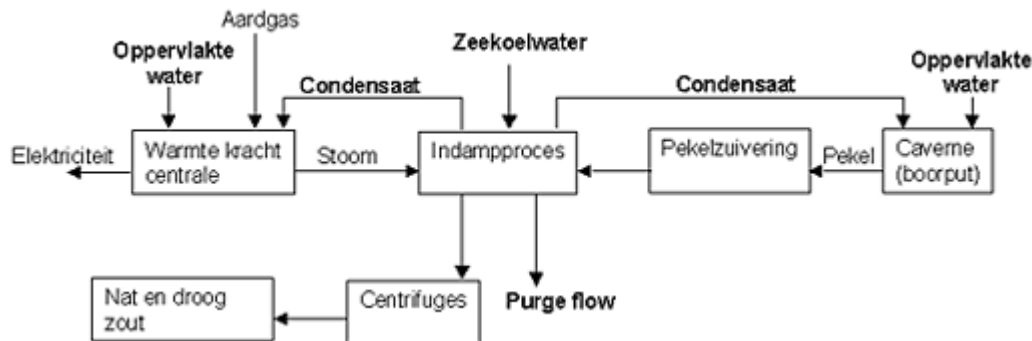 Aardgas
Oppervlakte
water
Zeekoelwater
Oppervlakte
water
Condensaat
Condensaat
Elektriciteit
Warmte kracht
centrale
Stoom
Indampproces
Pekelzuivering
Pekel
Caverne
(boorput)
Nat en droog
zout
Centrifuges
Purge flow